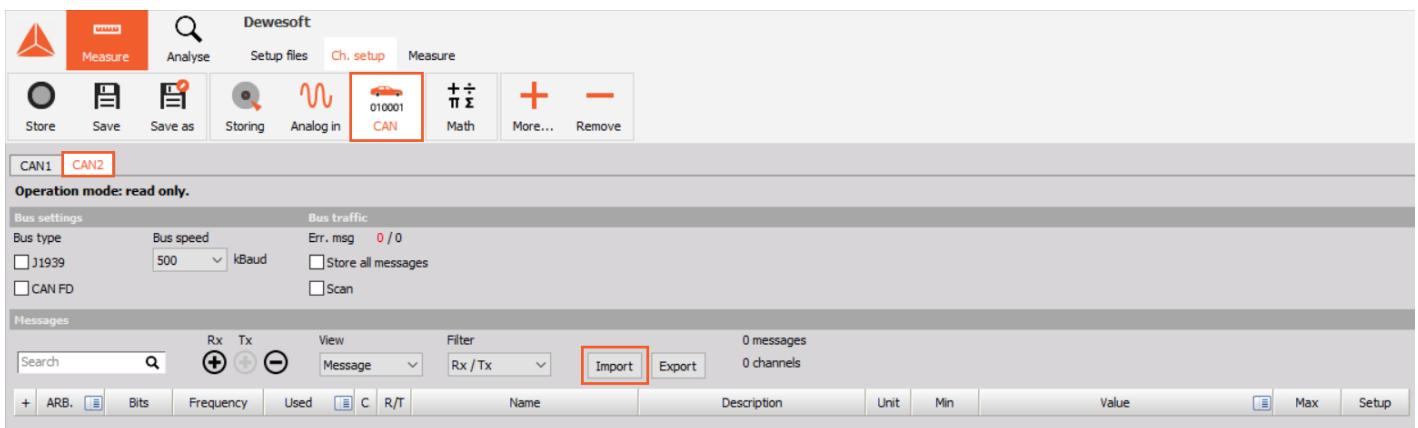 Dewesoft
Measure Analyse Setup files Ch. setup Measure
010001
+ ÷
π Σ
Store Save Save as Storing Analog in CAN Math More... Remove
CAN1 CAN2
Operation mode: read only.
Bus settings Bus traffic
Bus type Bus speed Err. msg 0 / 0
J1939 500 kBaud Store all messages
CAN FD Scan
Messages
Rx Tx View Filter 0 messages
Search Message Rx / Tx Import Export 0 channels
+ ARB. Bits Frequency Used C R/T Name Description Unit Min Value Max Setup